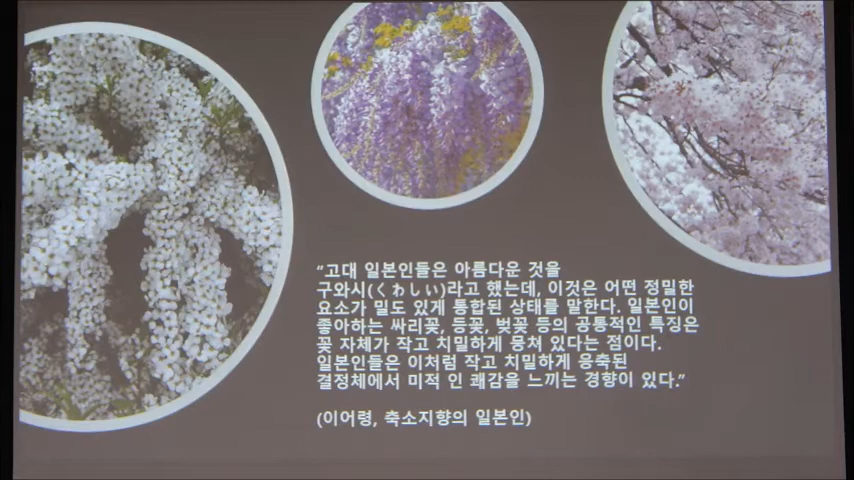 "고대 일본인들은 아름다운 것을
구와시(くわしい)라고 했는데, 이것은 어떤 정밀한
요소가 밀도 있게 통합된 상태를 말한다. 일본인이
좋아하는 싸리꽃, 등꽃, 벚꽃 등의 공통적인 특징은
꽃 자체가 작고 치밀하게 뭉쳐 있다는 점이다.
일본인들은 이처럼 작고 치밀하게 응축된
결정체에서 미적 인 쾌감을 느끼는 경향이 있다."
(이어령, 축소지향의 일본인)